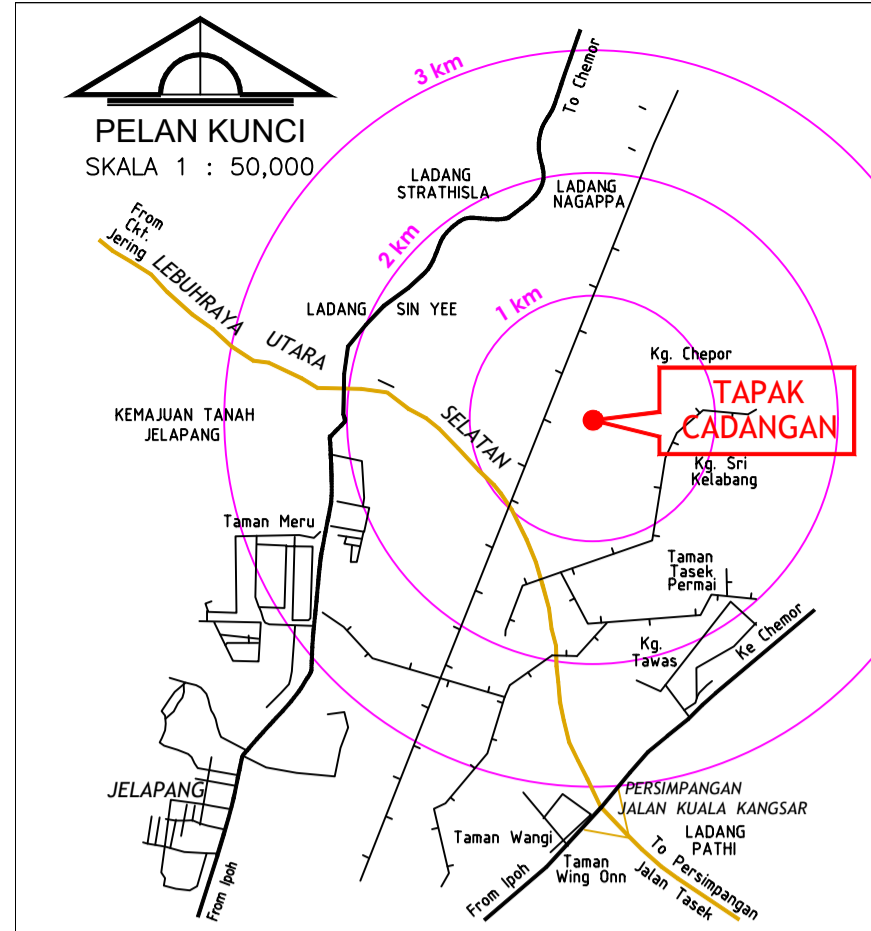 PELAN KUNCI
SKALA 1 : 50,000
3 km
To Chemor
LADANG
STRATHISLA
LADANG
NAGAPPA
From
Ckt.
Jering
LEBUHRAYA
UTARA
SELATAN
2 km
1 km
LADANG
SIN YEE
Kg. Chepor
TAPAK
CADANGAN
KEMAJUAN TANAH
JELAPANG
Kg. Sri
Kelabang
Taman Meru
Taman
Tasek
Permai
Kg.
Tawas
Ke Chemor
JELAPANG
PERSIMPANGAN
JALAN KUALA KANGSAR
Taman Wangi
LADANG
PATHI
Taman
Wing Onn
To Persimpangan
Jalan Tasek
From Ipoh
From Ipoh